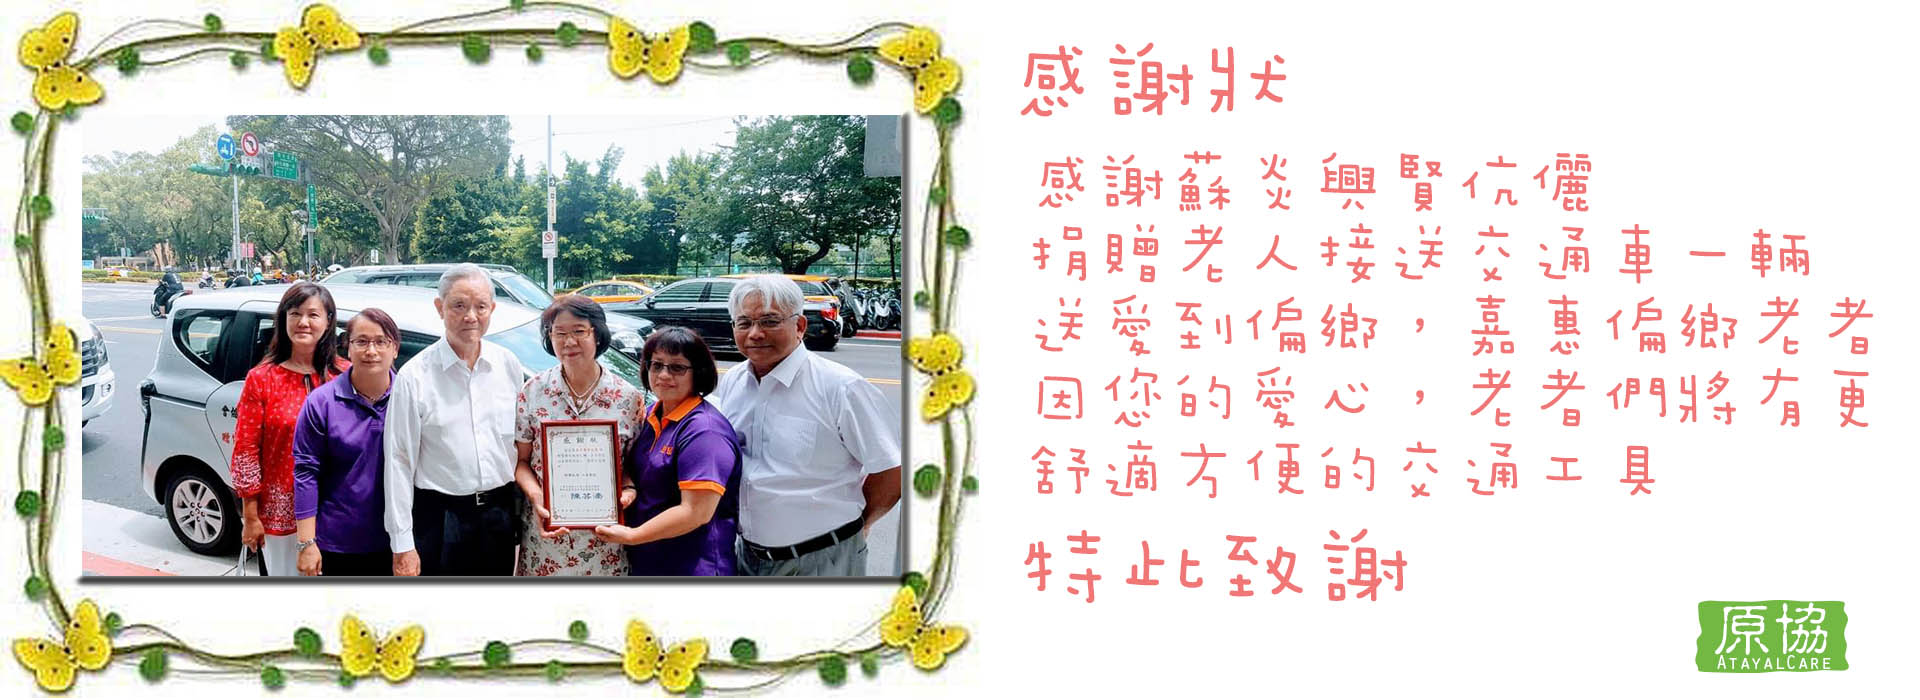 感謝狀
感謝蘇炎興賢伉儷
捐贈老人接送交通車一輛
送愛到偏鄉，嘉惠偏鄉老者
因您的愛心，老者們將有更
舒適方便的交通工具
特此致謝
感謝狀
原協
ATAYALCARE